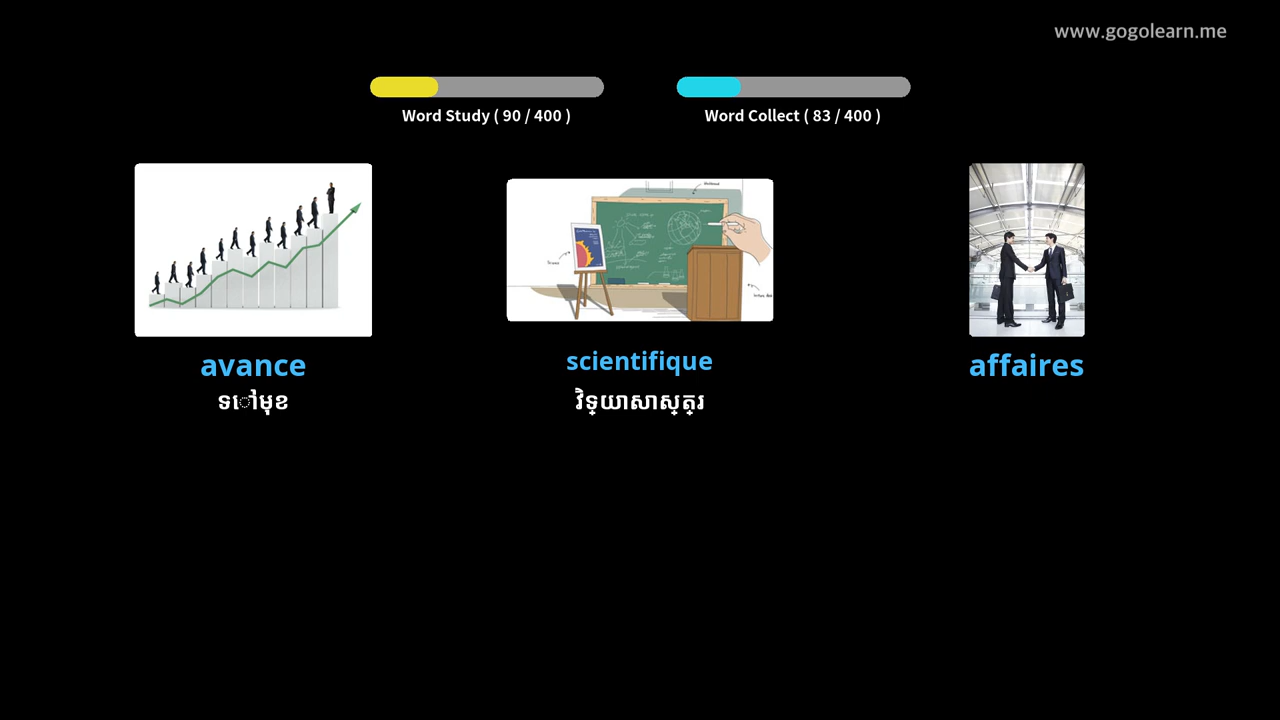 www.gogolearn.me
Word Study ( 90 / 400 )
Word Collect ( 83 / 400 )
avance
scientifique
affaires
ទៅមុខ
វិទ្យាសាស្ត្រ